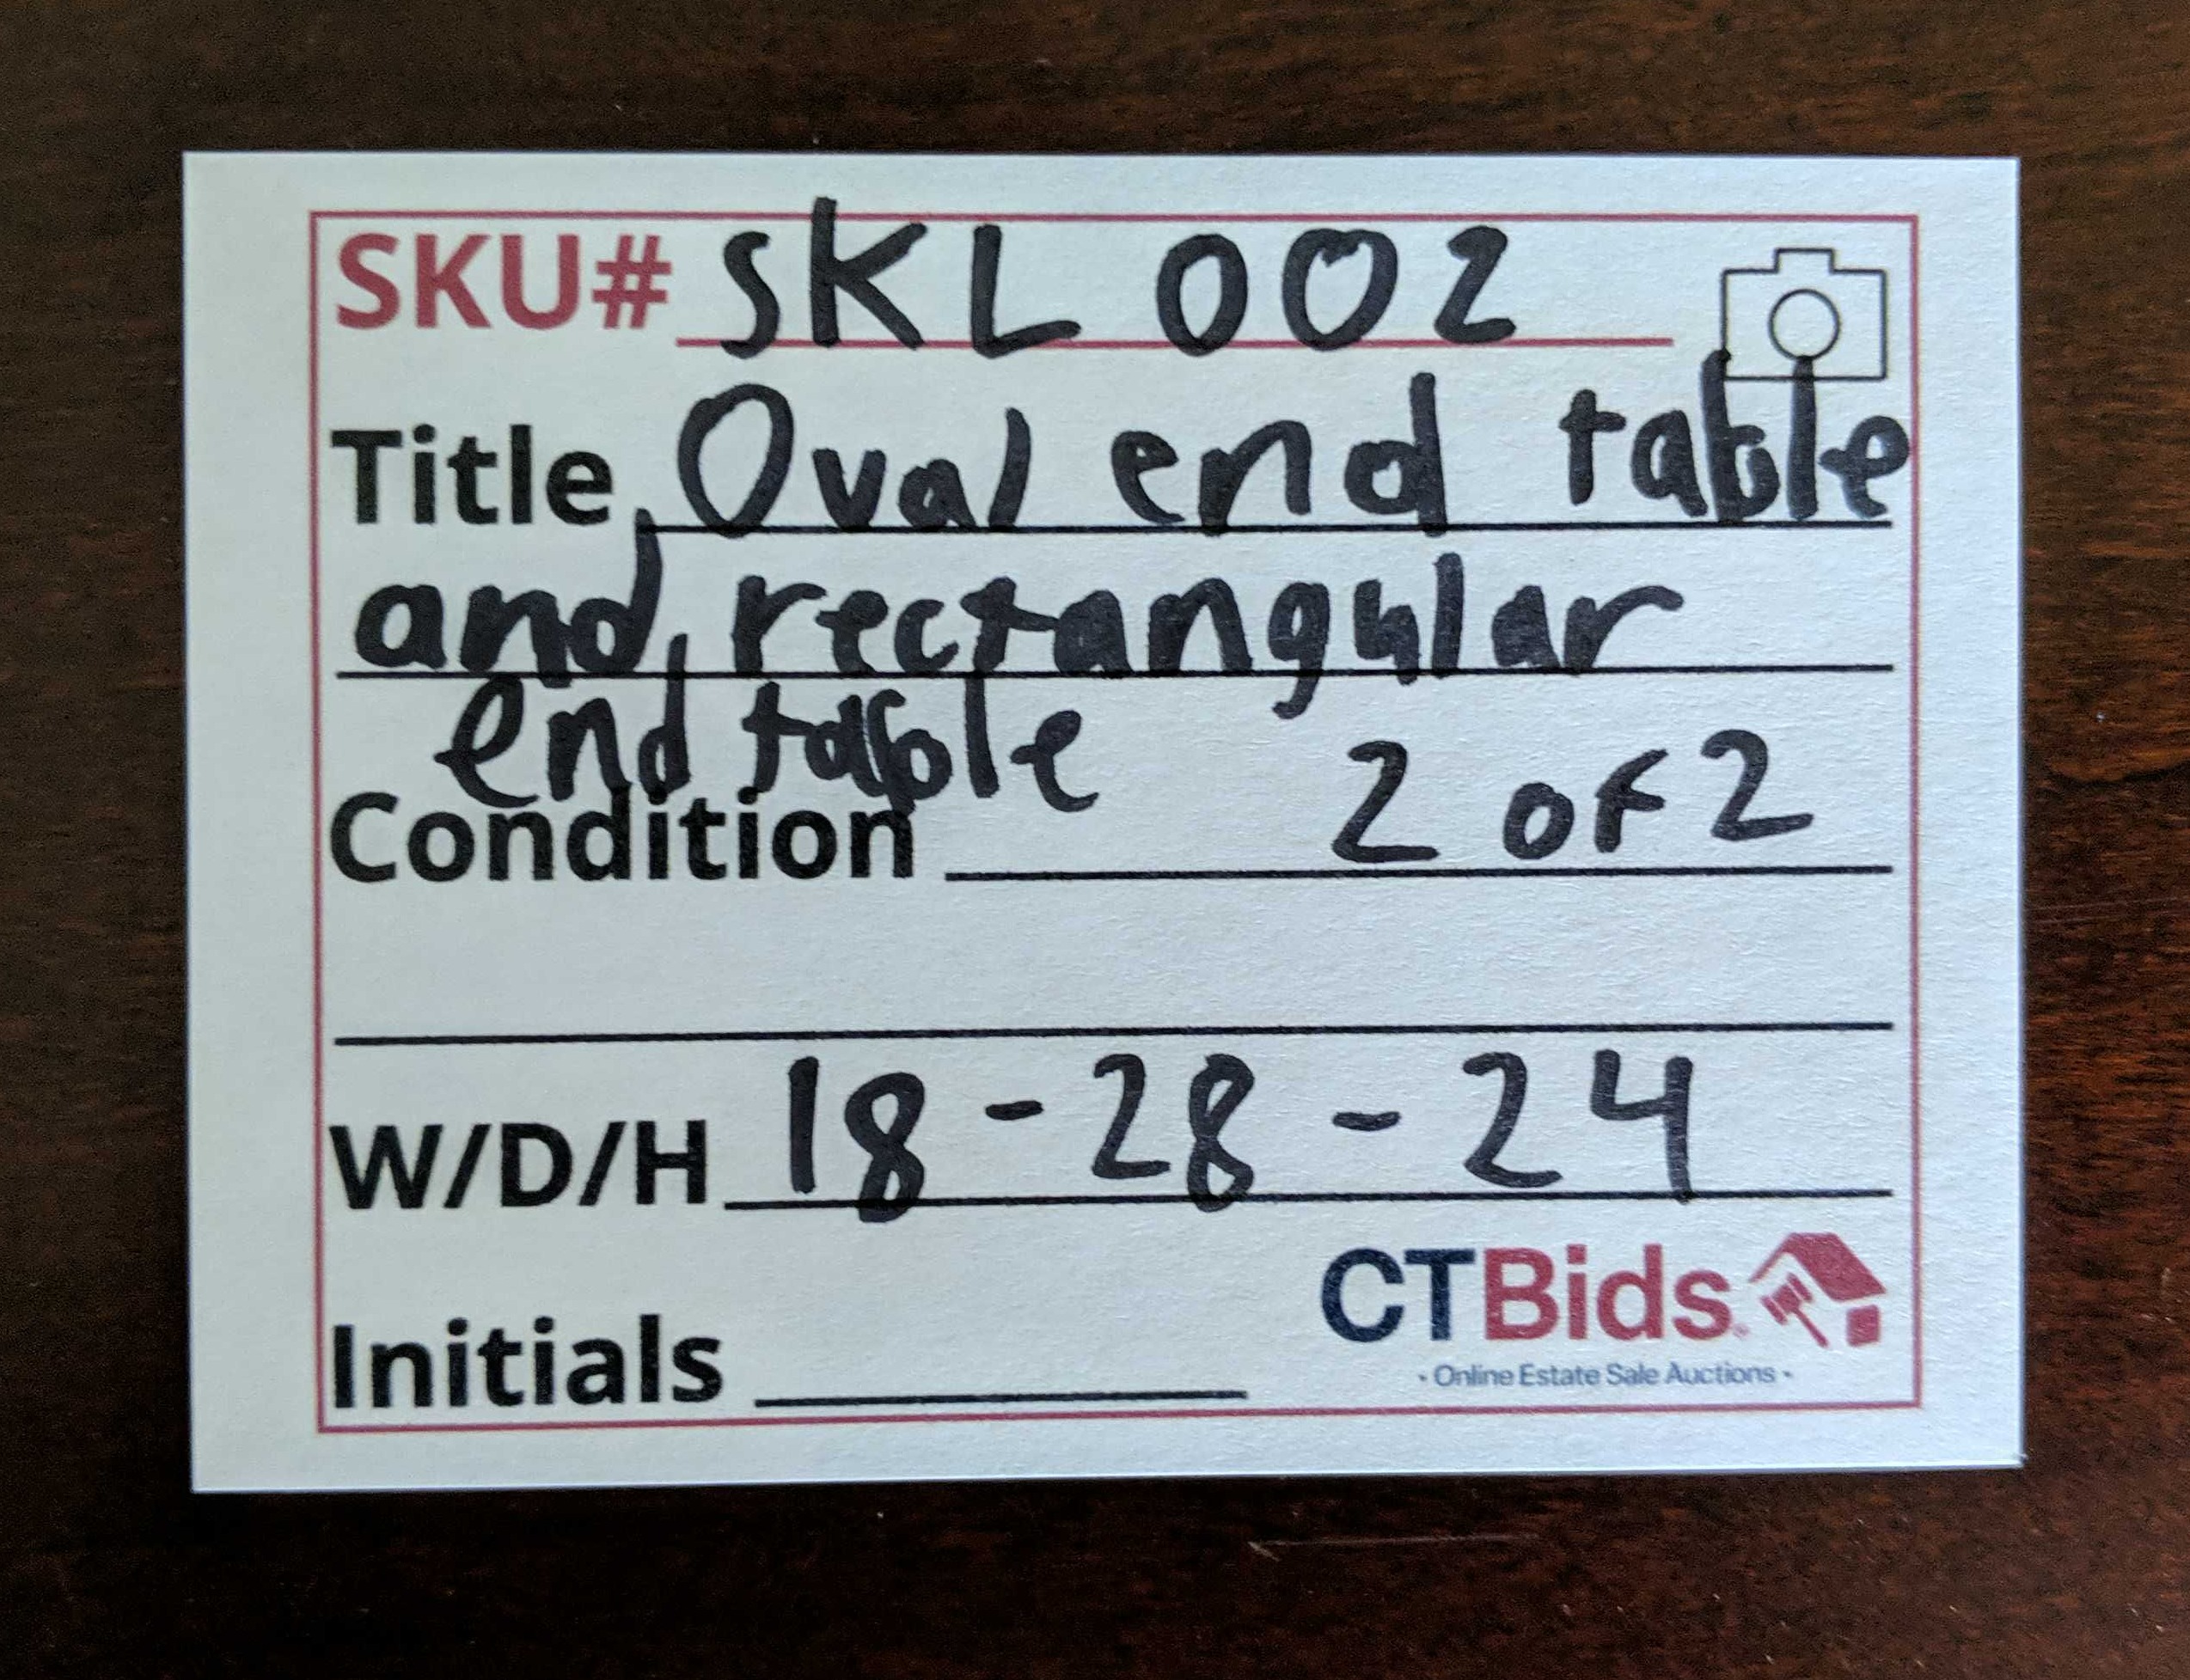 SKU# SKL 002
Title Oval end table
and rectangular
end table
Condition 2 of 2
W/D/H 18-28-24
Initials
CTBids
· Online Estate Sale Auctions ·